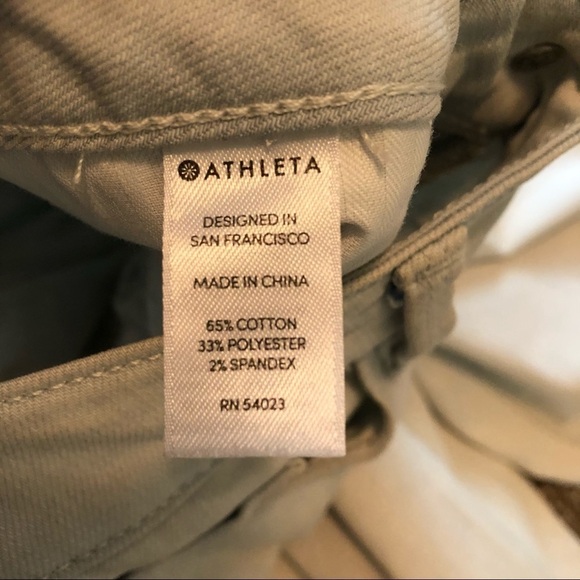 ATHLETA
DESIGNED IN
SAN FRANCISCO
MADE IN CHINA
65% COTTON
33% POLYESTER
2% SPANDEX
RN 54023